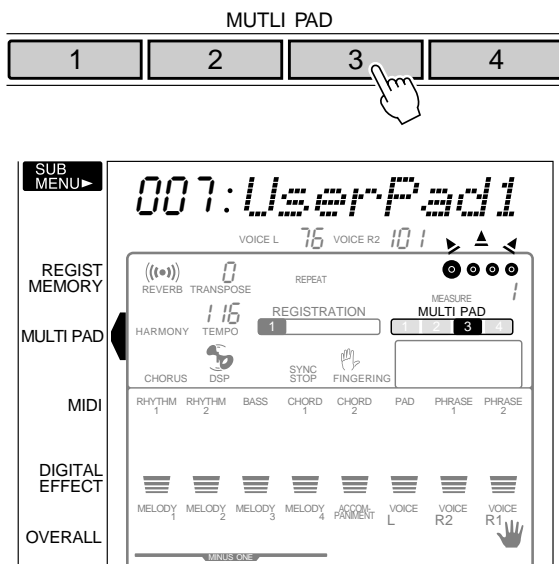 MUTLI PAD
1 2 3 4
SUB
MENU►
007:UserPad1
VOICE L 76 VOICE R2 101
REGIST
MEMORY
REVERB TRANSPOSE 0 REPEAT
MEASURE 1
HARMONY TEMPO 116 REGISTRATION 1 MULTI PAD 1 2 3 4
MULTI PAD
CHORUS DSP SYNC
STOP FINGERING
MIDI
RHYTHM
1 RHYTHM
2 BASS CHORD
1 CHORD
2 PAD PHRASE
1 PHRASE
2
DIGITAL
EFFECT
MELODY
1 MELODY
2 MELODY
3 MELODY
4 ACCOM-
PANIMENT VOICE
L VOICE
R2 VOICE
R1
OVERALL
MINUS ONE